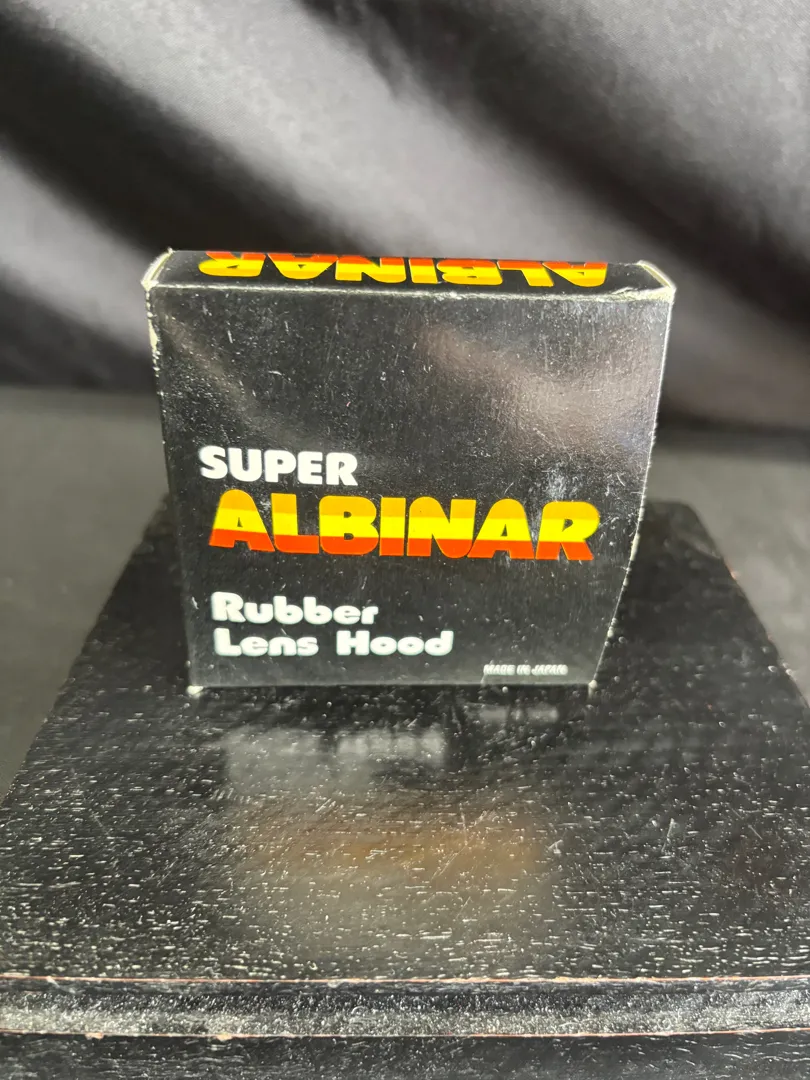 ALBINAR
SUPER
ALBINAR
Rubber
Lens Hood
MADE IN JAPAN